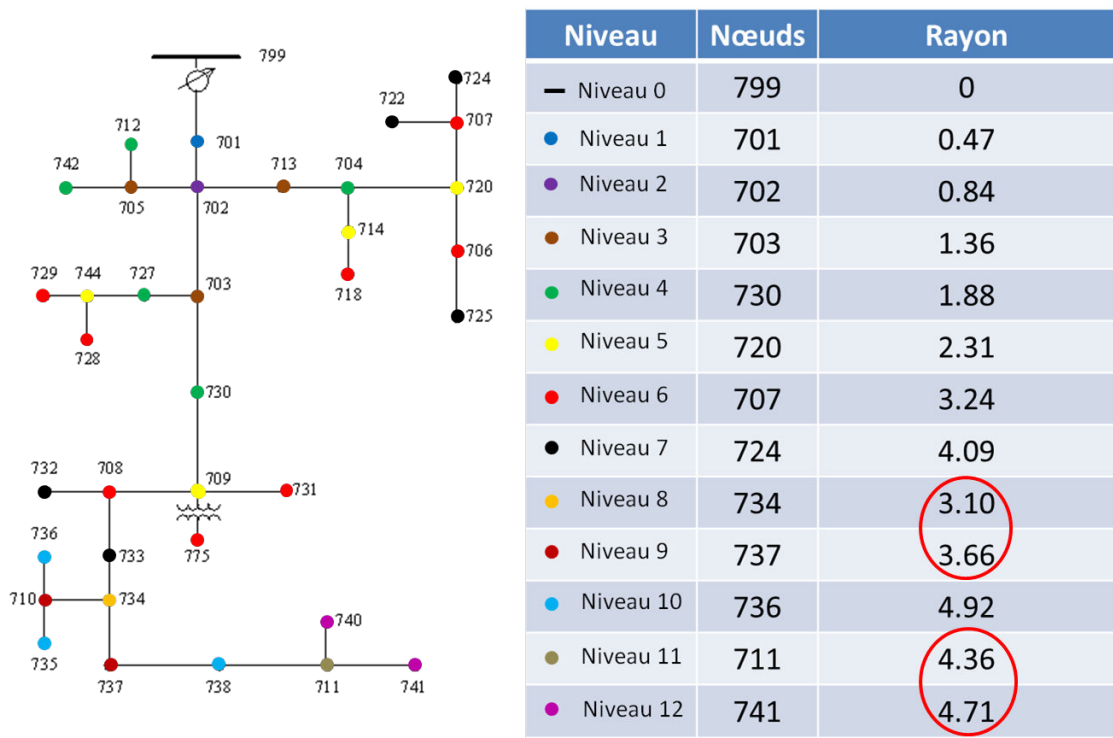 799
724
722
707
712
701
742
713
704
720
705
702
714
706
729
744
727
703
718
725
728
730
732
708
709
731
736
733
775
710
734
740
735
737
738
711
741
Niveau Nœuds Rayon
Niveau 0 799 0
Niveau 1 701 0.47
Niveau 2 702 0.84
Niveau 3 703 1.36
Niveau 4 730 1.88
Niveau 5 720 2.31
Niveau 6 707 3.24
Niveau 7 724 4.09
Niveau 8 734 3.10
Niveau 9 737 3.66
Niveau 10 736 4.92
Niveau 11 711 4.36
Niveau 12 741 4.71